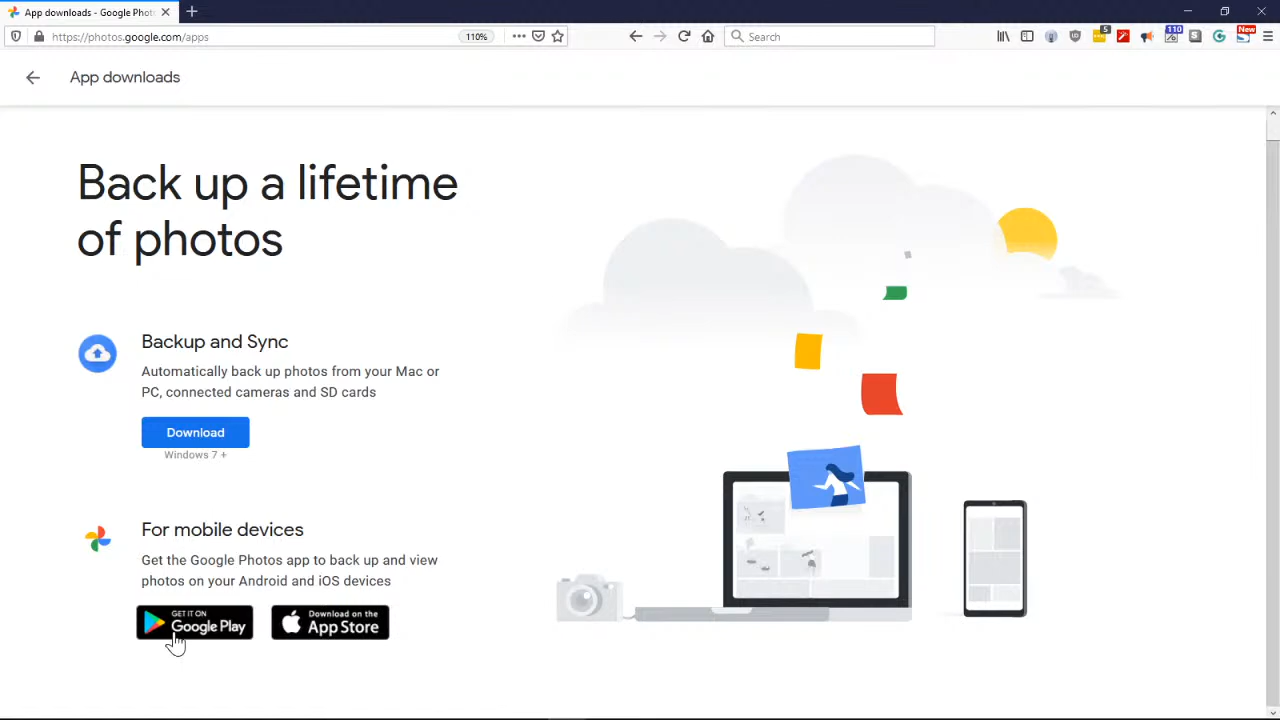 App downloads - Google Phot
https://photos.google.com/apps
110%
Search
5
110
New
App downloads
Back up a lifetime
of photos
Backup and Sync
Automatically back up photos from your Mac or
PC, connected cameras and SD cards
Download
Windows 7 +
For mobile devices
Get the Google Photos app to back up and view
photos on your Android and iOS devices
GET IT ON
Google Play
Download on the
App Store